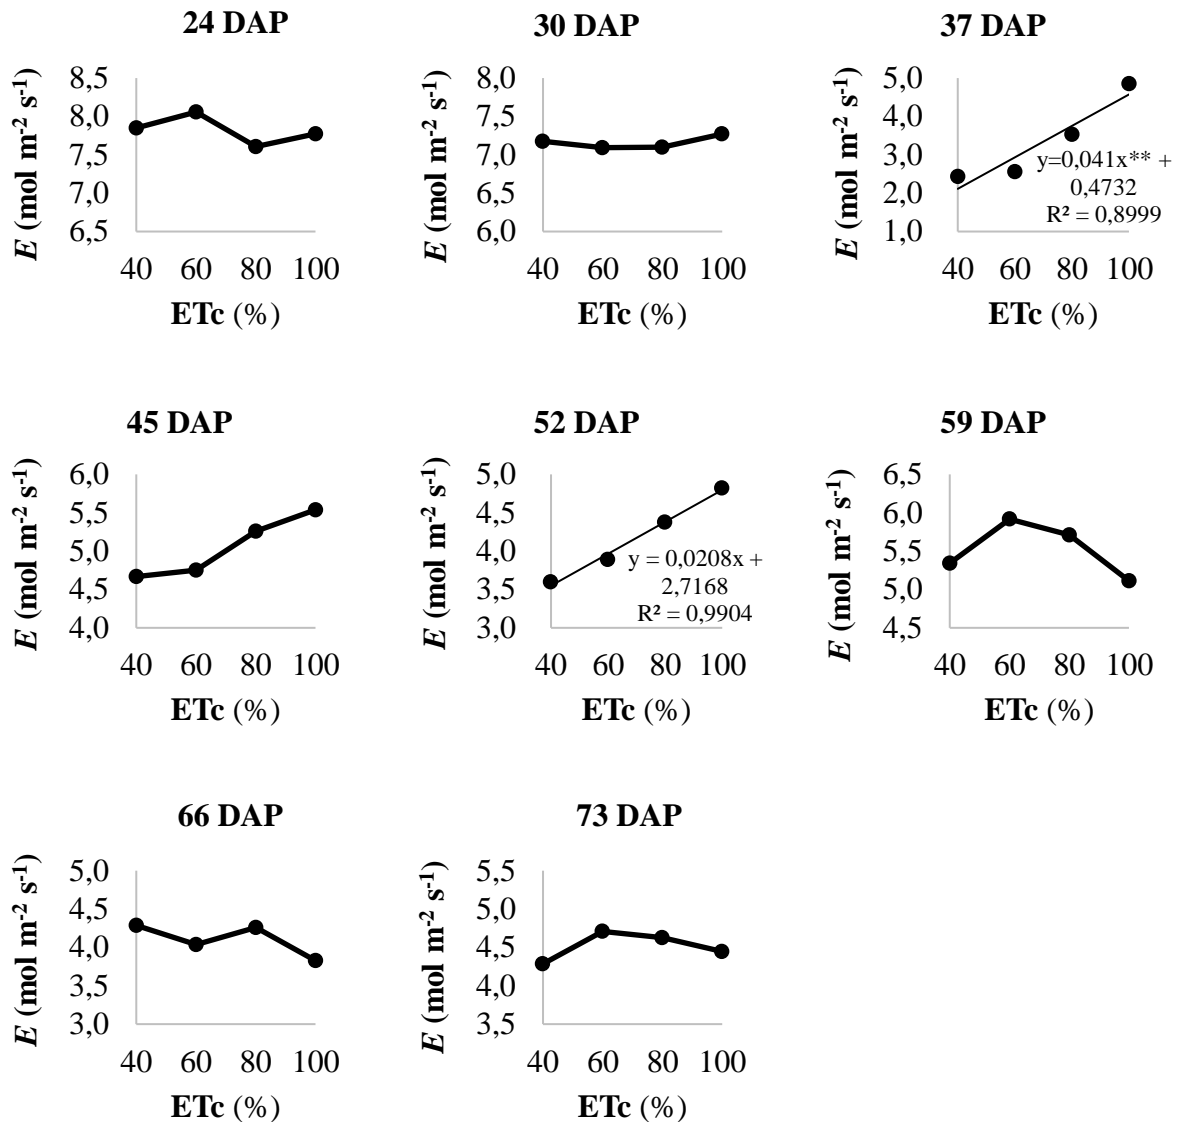 24 DAP
E (mol m⁻² s⁻¹)
8,5
8,0
7,5
7,0
6,5
40 60 80 100
ETc (%)
30 DAP
E (mol m⁻² s⁻¹)
8,0
7,5
7,0
6,5
6,0
40 60 80 100
ETc (%)
37 DAP
E (mol m⁻² s⁻¹)
5,0
4,0
3,0
2,0
1,0
y=0,041x** +
0,4732
R² = 0,8999
40 60 80 100
ETc (%)
45 DAP
E (mol m⁻² s⁻¹)
6,0
5,5
5,0
4,5
4,0
40 60 80 100
ETc (%)
52 DAP
E (mol m⁻² s⁻¹)
5,0
4,5
4,0
3,5
3,0
y = 0,0208x +
2,7168
R² = 0,9904
40 60 80 100
ETc (%)
59 DAP
E (mol m⁻² s⁻¹)
6,5
6,0
5,5
5,0
4,5
40 60 80 100
ETc (%)
66 DAP
E (mol m⁻² s⁻¹)
5,0
4,5
4,0
3,5
3,0
40 60 80 100
ETc (%)
73 DAP
E (mol m⁻² s⁻¹)
5,5
5,0
4,5
4,0
3,5
40 60 80 100
ETc (%)